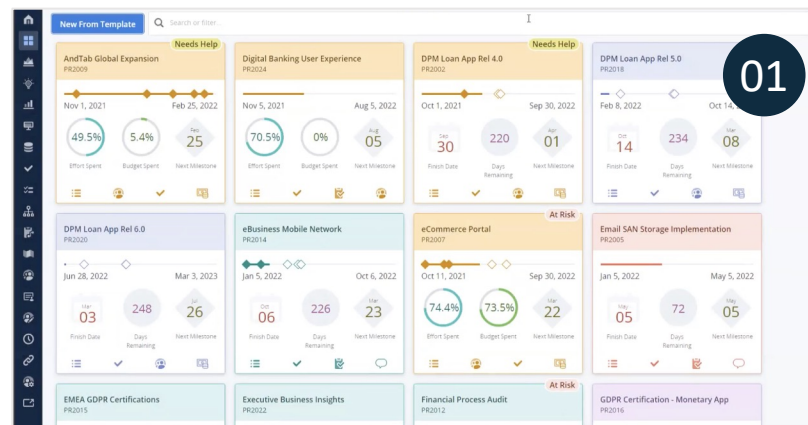 New From Template
Search or filter...
01
Needs Help
AndTab Global Expansion
PR2009
Nov 1, 2021 Feb 25, 2022
49.5%
5.4%
Feb
25
Effort Spent Budget Spent Next Milestone
Digital Banking User Experience
PR2024
Nov 5, 2021 Aug 5, 2022
70.5%
0%
Aug
05
Effort Spent Budget Spent Next Milestone
Needs Help
DPM Loan App Rel 4.0
PR2002
Oct 1, 2021 Sep 30, 2022
Sep
30
220
Apr
01
Finish Date Days Remaining Next Milestone
DPM Loan App Rel 5.0
PR2018
Feb 8, 2022 Oct 14,
Oct
14
234
Mar
08
Finish Date Days Remaining Next Milestone
DPM Loan App Rel 6.0
PR2020
Jun 28, 2022 Mar 3, 2023
Mar
03
248
Jul
26
Finish Date Days Remaining Next Milestone
eBusiness Mobile Network
PR2014
Jan 5, 2022 Oct 6, 2022
Oct
06
226
Mar
23
Finish Date Days Remaining Next Milestone
At Risk
eCommerce Portal
PR2007
Oct 11, 2021 Sep 30, 2022
74.4%
73.5%
Mar
22
Effort Spent Budget Spent Next Milestone
Email SAN Storage Implementation
PR2005
Jan 5, 2022 May 5, 2022
May
05
72
May
05
Finish Date Days Remaining Next Milestone
EMEA GDPR Certifications
PR2015
Executive Business Insights
PR2022
At Risk
Financial Process Audit
PR2012
GDPR Certification - Monetary App
PR2016